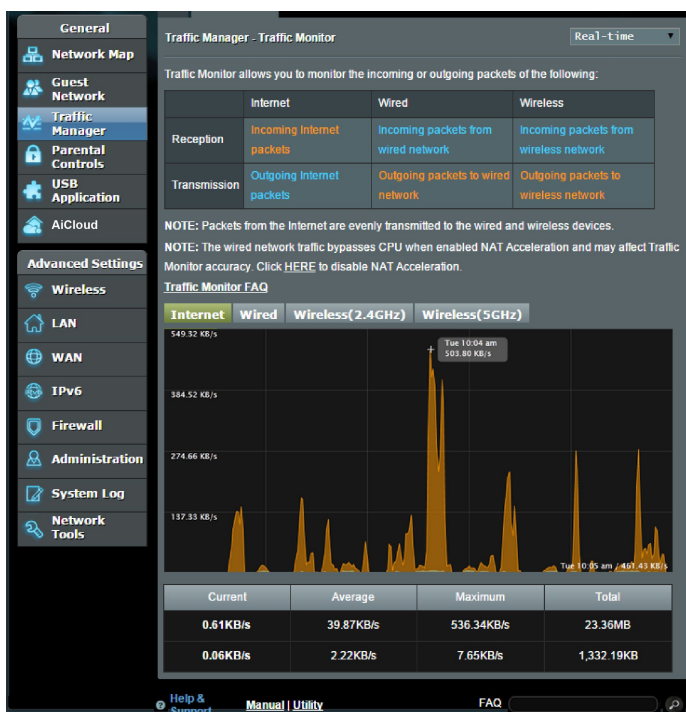 General
Network Map
Guest
Network
Traffic
Manager
Parental
Controls
USB
Application
AiCloud
Advanced Settings
Wireless
LAN
WAN
IPv6
Firewall
Administration
System Log
Network
Tools
Traffic Manager - Traffic Monitor
Real-time
Traffic Monitor allows you to monitor the incoming or outgoing packets of the following:
Internet Wired Wireless
Reception
Incoming Internet
packets
Incoming packets from
wired network
Incoming packets from
wireless network
Transmission
Outgoing Internet
packets
Outgoing packets to wired
network
Outgoing packets to
wireless network
NOTE: Packets from the Internet are evenly transmitted to the wired and wireless devices.
NOTE: The wired network traffic bypasses CPU when enabled NAT Acceleration and may affect Traffic
Monitor accuracy. Click HERE to disable NAT Acceleration.
Traffic Monitor FAQ
Internet Wired Wireless(2.4GHz) Wireless(5GHz)
549.32 KB/s
Tue 10:04 am
503.80 KB/s
384.52 KB/s
274.66 KB/s
137.33 KB/s
Tue 10:05 am / 461.43 KB/s
Current Average Maximum Total
0.61KB/s 39.87KB/s 536.34KB/s 23.36MB
0.06KB/s 2.22KB/s 7.65KB/s 1,332.19KB
Help &
Support
Manual | Utility
FAQ